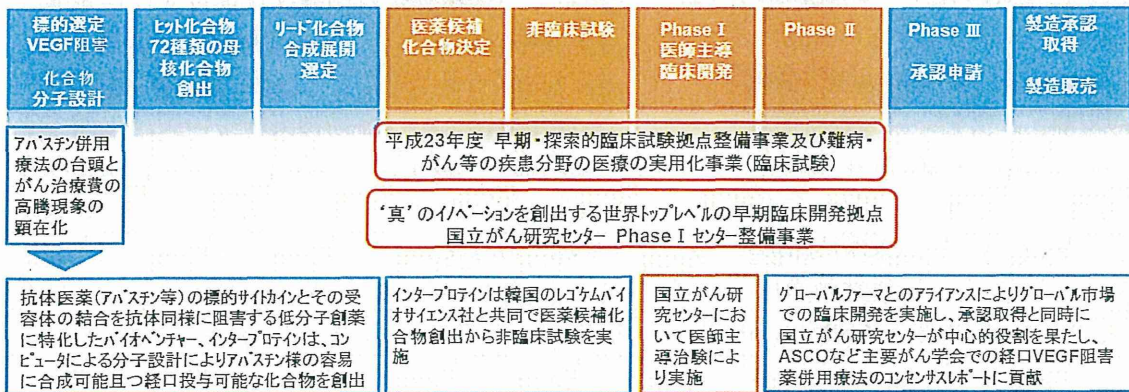 標的選定
VEGF阻害
化合物
分子設計
ヒット化合物
72種類の母
核化合物
創出
リード化合物
合成展開
選定
医薬候補
化合物決定
非臨床試験
Phase Ⅰ
医師主導
臨床開発
Phase Ⅱ
Phase Ⅲ
承認申請
製造承認
取得
製造販売
アバスチン併用
療法の台頭と
がん治療費の
高騰現象の
顕在化
平成23年度 早期・探索的臨床試験拠点整備事業及び難病・
がん等の疾患分野の医療の実用化事業(臨床試験)
‘真’のイノベーションを創出する世界トップレベルの早期臨床開発拠点
国立がん研究センター Phase Ⅰ センター整備事業
抗体医薬(アバスチン等)の標的サイトカインとその受
容体の結合を抗体同様に阻害する低分子創薬
に特化したバイオベンチャー、インタープロテインは、コン
ピュータによる分子設計によりアバスチン様の容易
に合成可能且つ経口投与可能な化合物を創出
インタープロテインは韓国のレゴケムバイ
オサイエンス社と共同で医薬候補化
合物創出から非臨床試験を実
施
国立がん研
究センターにお
いて医師主
導治験によ
り実施
グローバルファーマとのアライアンスによりグローバル市場
での臨床開発を実施し、承認取得と同時に
国立がん研究センターが中心的役割を果たし、
ASCOなど主要がん学会での経口VEGF阻害
薬併用療法のコンセンサスレポートに貢献